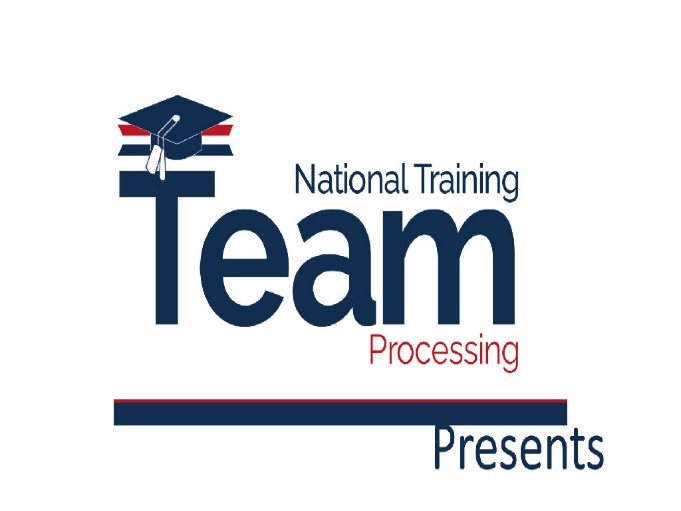 National Training
Team
Processing
Presents